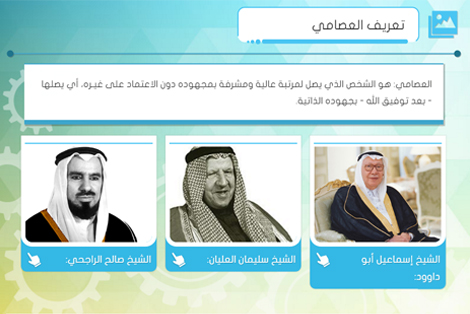 تعريف العصامي
العصامي: هو الشخص الذي يصل لمرتبة عالية ومشرفة بمجهوده دون الاعتماد على غيره، أي يصلها
- بعد توفيق الله - بجهوده الذاتية.
الشيخ إسماعيل أبو
داوود:
الشيخ سليمان العليان:
الشيخ صالح الراجحي: